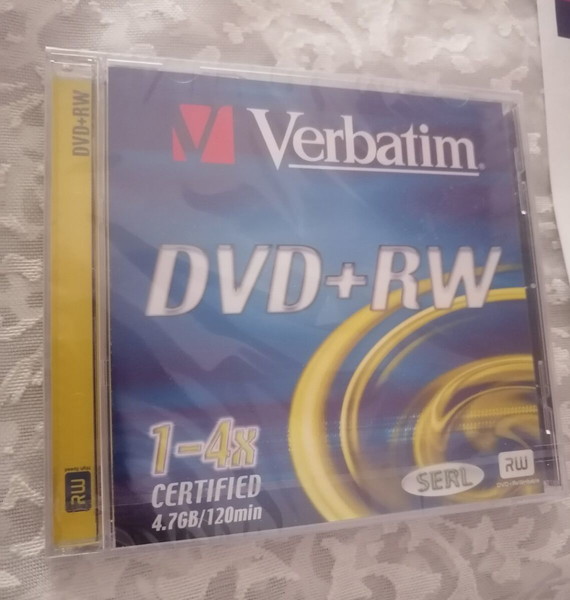 DVD+RW
Verbatim
DVD+RW
1-4x
CERTIFIED
4.7GB/120min
SERL
RW
RW